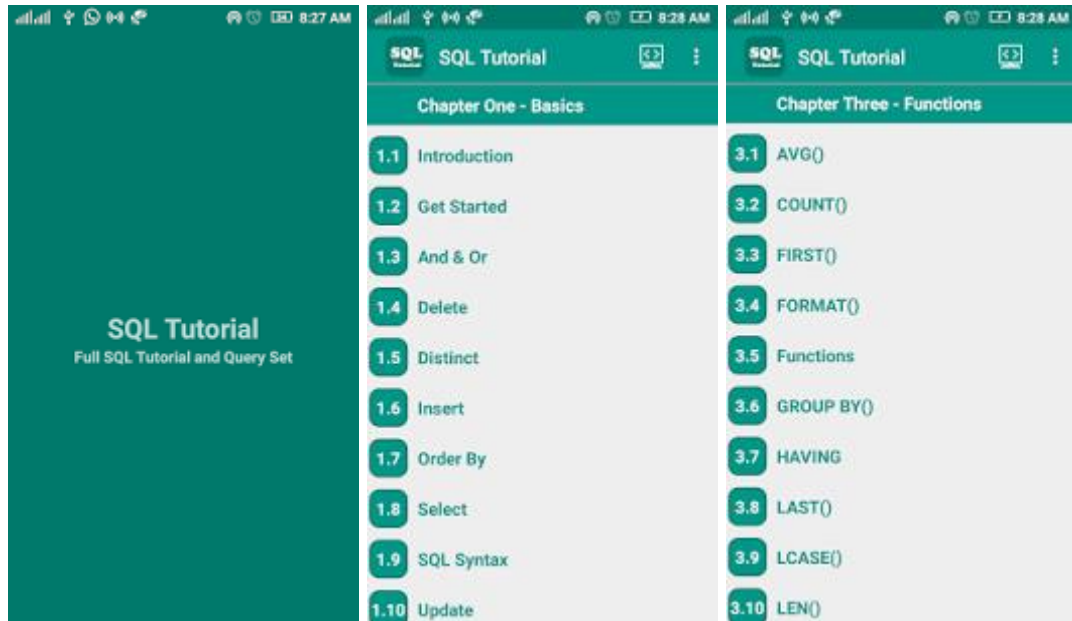 8:27 AM
SQL Tutorial
Full SQL Tutorial and Query Set
8:28 AM
SQL Tutorial
SQL Tutorial
Chapter One - Basics
1.1 Introduction
1.2 Get Started
1.3 And & Or
1.4 Delete
1.5 Distinct
1.6 Insert
1.7 Order By
1.8 Select
1.9 SQL Syntax
1.10 Update
8:28 AM
SQL Tutorial
SQL Tutorial
Chapter Three - Functions
3.1 AVG()
3.2 COUNT()
3.3 FIRST()
3.4 FORMAT()
3.5 Functions
3.6 GROUP BY()
3.7 HAVING
3.8 LAST()
3.9 LCASE()
3.10 LEN()